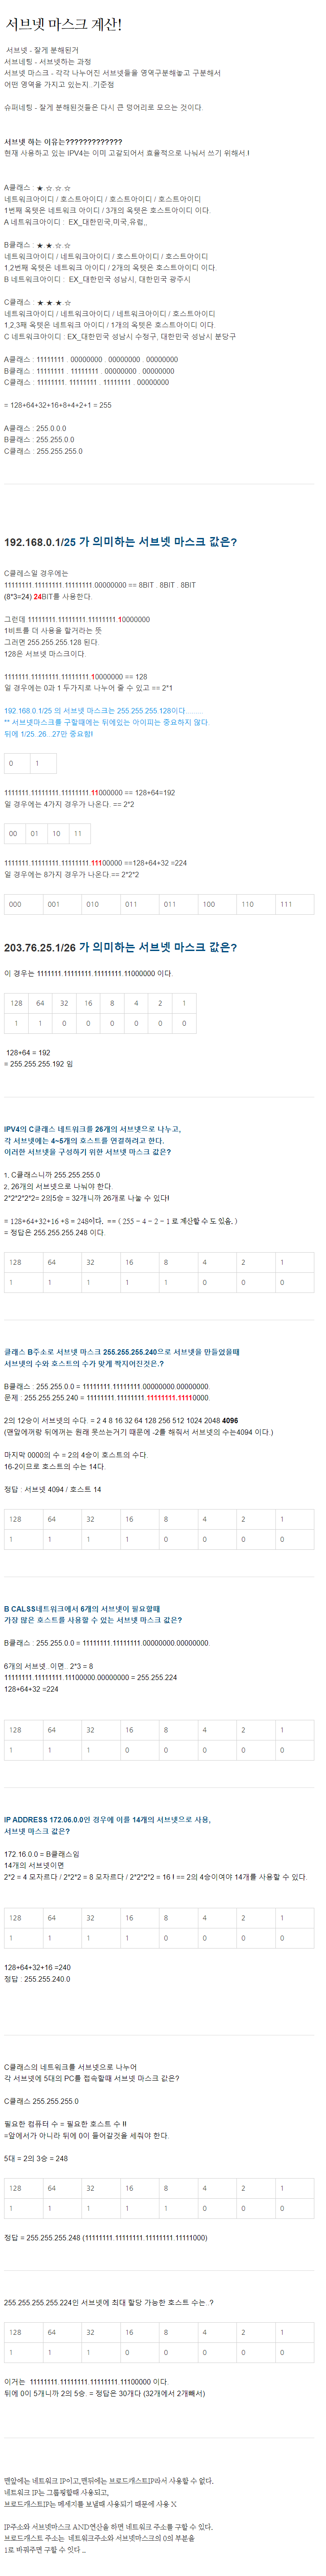 서브넷 마스크 계산!
서브넷 - 잘게 분해된거
서브네팅 - 서브넷하는 과정
서브넷 마스크 - 각각 나누어진 서브넷들을 영역구분해놓고 구분해서
어떤 영역을 가지고 있는지..기준점
슈퍼네팅 - 잘게 분해된것들은 다시 큰 덩어리로 모으는 것이다.
서브넷 하는 이유는?????????????
현재 사용하고 있는 IPV4는 이미 고갈되어서 효율적으로 나눠서 쓰기 위해서.!
A클래스 : ★ ☆.☆ ☆
네트워크아이디 / 호스트아이디 / 호스트아이디 / 호스트아이디
1번째 옥텟은 네트워크 아이디 / 3개의 옥텟은 호스트아이디 이다.
A 네트워크아이디 : EX_대한민국,미국,유럽,,
B클래스 : ★ ★ ☆.☆
네트워크아이디 / 네트워크아이디 / 호스트아이디 / 호스트아이디
1,2번째 옥텟은 네트워크 아이디 / 2개의 옥텟은 호스트아이디 이다.
B 네트워크아이디 : EX_대한민국 성남시, 대한민국 광주시
C클래스 : ★ ★ ★ ☆
네트워크아이디 / 네트워크아이디 / 네트워크아이디 / 호스트아이디
1,2,3째 옥텟은 네트워크 아이디 / 1개의 옥텟은 호스트아이디 이다.
C 네트워크아이디 : EX_대한민국 성남시 수정구, 대한민국 성남시 분당구
A클래스 : 11111111 . 00000000 . 00000000 . 00000000
B클래스 : 11111111 . 11111111 . 00000000 . 00000000
C클래스 : 11111111. 11111111 . 11111111 . 00000000
= 128+64+32+16+8+4+2+1 = 255
A클래스 : 255.0.0.0
B클래스 : 255.255.0.0
C클래스 : 255.255.255.0
192.168.0.1/25 가 의미하는 서브넷 마스크 값은?
C클레스일 경우에는
11111111.11111111.11111111.00000000 == 8BIT . 8BIT . 8BIT
(8*3=24) 24BIT를 사용한다.
그런데 11111111.11111111.11111111.10000000
1비트를 더 사용을 할거라는 뜻
그러면 255.255.255.128 된다.
128은 서브넷 마스크이다.
1111111.11111111.11111111.10000000 == 128
일 경우에는 0과 1 두가지로 나누어 줄 수 있고 == 2*1
192.168.0.1/25 의 서브넷 마스크는 255.255.255.128이다.........
** 서브넷마스크를 구할때에는 뒤에있는 아이피는 중요하지 않다.
뒤에 1/25..26...27만 중요함!
0 1
1111111.11111111.11111111.11000000 == 128+64=192
일 경우에는 4가지 경우가 나온다. == 2*2
00 01 10 11
1111111.11111111.11111111.11100000 ==128+64+32 =224
일 경우에는 8가지 경우가 나온다.== 2*2*2
000 001 010 011 011 100 110 111
203.76.25.1/26 가 의미하는 서브넷 마스크 값은?
이 경우는 1111111.11111111.11111111.11000000 이다.
128 64 32 16 8 4 2 1
1 1 0 0 0 0 0 0
128+64 = 192
= 255.255.255.192 임
IPV4의 C클래스 네트워크를 26개의 서브넷으로 나누고,
각 서브넷에는 4~5개의 호스트를 연결하려고 한다.
이러한 서브넷을 구성하기 위한 서브넷 마스크 값은?
1, C클러스니까 255.255.255.0
2, 26개의 서브넷으로 나눠야 한다.
2*2*2*2*2= 2의5승 = 32개니까 26개로 나눌 수 있다!
= 128+64+32+16 +8 = 248이다. == ( 255 - 4 - 2 - 1 로 계산할 수 도 있음. )
= 정답은 255.255.255.248 이다.
128 64 32 16 8 4 2 1
1 1 1 1 1 0 0 0
클래스 B주소로 서브넷 마스크 255.255.255.240으로 서브넷을 만들었을때
서브넷의 수와 호스트의 수가 맞게 짝지어진것은.?
B클래스 : 255.255.0.0 = 11111111.11111111.00000000.00000000.
문제 : 255.255.255.240 = 11111111.11111111.11111111.11110000.
2의 12승이 서브넷의 수다. = 2 4 8 16 32 64 128 256 512 1024 2048 4096
(맨앞에꺼랑 뒤에꺼는 원래 못쓰는거기 때문에 -2를 해줘서 서브넷의 수는4094 이다.)
마지막 0000의 수 = 2의 4승이 호스트의 수다.
16-2이므로 호스트의 수는 14다.
정답 : 서브넷 4094 / 호스트 14
128 64 32 16 8 4 2 1
1 1 1 1 0 0 0 0
B CALSS네트워크에서 6개의 서브넷이 필요할때
가장 많은 호스트를 사용할 수 있는 서브넷 마스크 값은?
B클래스 : 255.255.0.0 = 11111111.11111111.00000000.00000000.
6개의 서브넷..이면.. 2*3 = 8
11111111.11111111.11100000.00000000 = 255.255.224
128+64+32 =224
128 64 32 16 8 4 2 1
1 1 1 0 0 0 0 0
IP ADDRESS 172.06.0.0인 경우에 이를 14개의 서브넷으로 사용,
서브넷 마스크 값은?
172.16.0.0 = B클래스임
14개의 서브넷이면
2*2 = 4 모자르다 / 2*2*2 = 8 모자르다 / 2*2*2*2 = 16 ! == 2의 4승이여야 14개를 사용할 수 있다.
128 64 32 16 8 4 2 1
1 1 1 1 0 0 0 0
128+64+32+16 =240
정답 : 255.255.240.0
C클래스의 네트워크를 서브넷으로 나누어
각 서브넷에 5대의 PC를 접속할때 서브넷 마스크 값은?
C클래스 255.255.255.0
필요한 컴퓨터 수 = 필요한 호스트 수 !!
=앞에서가 아니라 뒤에 0이 들어갈것을 세줘야 한다.
5대 = 2의 3승 = 248
128 64 32 16 8 4 2 1
1 1 1 1 1 0 0 0
정답 = 255.255.255.248 (11111111.11111111.11111111.11111000)
255.255.255.255.224인 서브넷에 최대 할당 가능한 호스트 수는..?
128 64 32 16 8 4 2 1
1 1 1 0 0 0 0 0
이거는 11111111.11111111.11111111.11100000 이다.
뒤에 0이 5개니까 2의 5승. = 정답은 30개다 (32개에서 2개빼서)
맨앞에는 네트워크 IP이고,맨뒤에는 브로드캐스트IP라서 사용할 수 없다.
네트워크 IP는 그룹핑할때 사용되고,
브로드캐스트IP는 메세지를 보낼때 사용되기 때문에 사용 X
IP주소와 서브넷마스크 AND연산을 하면 네트워크 주소를 구할 수 있다.
브로드캐스트 주소는 네트워크주소와 서브넷마스크의 0의 부분을
1로 바꿔주면 구할 수 잇다 ..